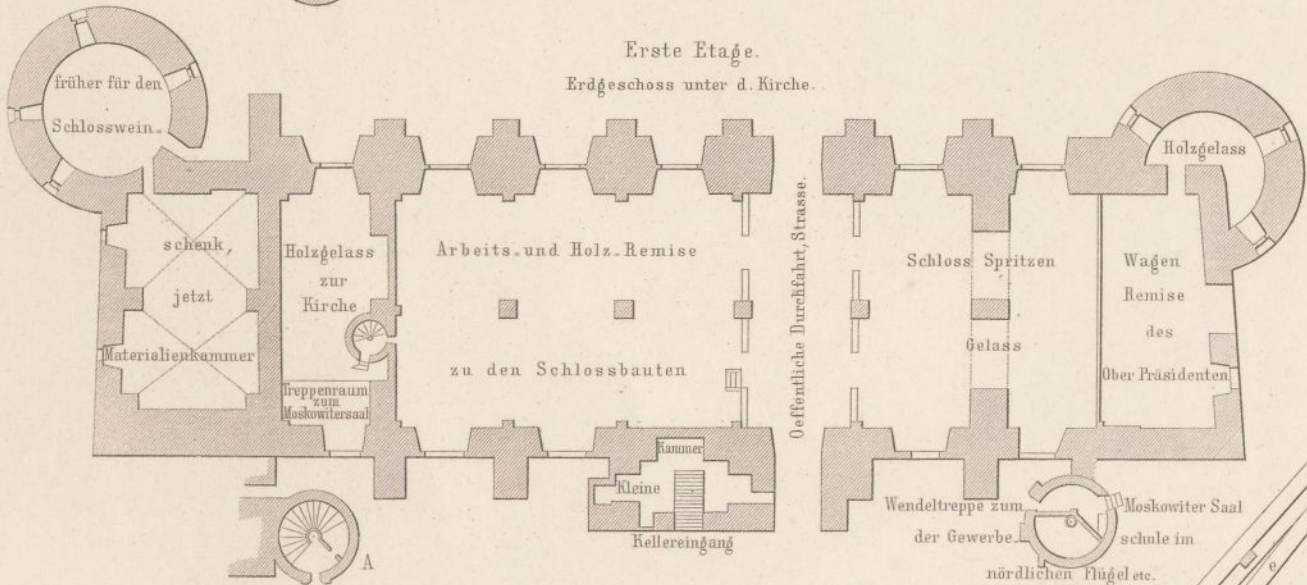 Erste Etage.
Erdgeschoss unter d. Kirche.
früher für den
Schlosswein-
schenk,
jetzt
Materialienkammer
Holzgelass
zur
Kirche
Treppenraum
zum
Moskowitersaal
Arbeits- und Holz-Remise
zu den Schlossbauten
Oeffentliche Durchfahrt, Strasse.
Schloss Spritzen
Gelass
Holzgelass
Wagen
Remise
des
Ober Präsidenten
Kammer
Kleine
Kellereingang
A
Wendeltreppe zum Moskowiter Saal
der Gewerbe- schule im
nördlichen Flügel etc.
e